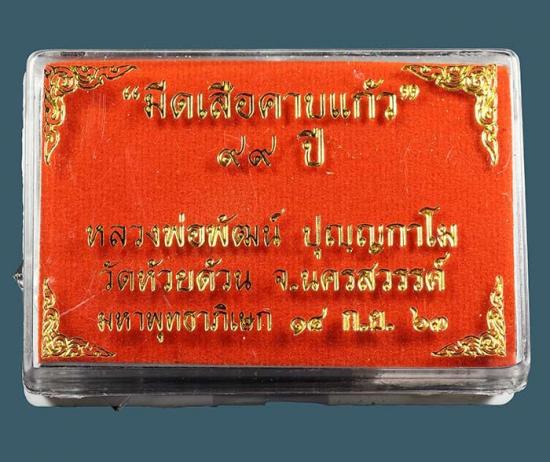 “มีดเสือคาบแก้ว”
๙๙ ปี
หลวงพ่อพัฒน์ ปุญญกาโม
วัดห้วยด้วน จ.นครสวรรค์
มหาพุทธาภิเษก ๑๙ ก.ย. ๖๓